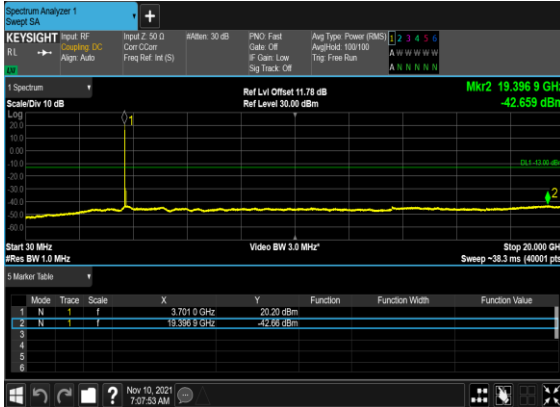 Spectrum Analyzer 1
Swept SA
+
KEYSIGHT Input: RF Input Z: 50 Ω #Atten: 30 dB PNO: Fast Avg Type: Power (RMS) 1 2 3 4 5 6
RL Coupling: DC Corr CCorr Gate: Off Avg|Hold: 100/100 A W W W W W
Align: Auto Freq Ref: Int (S) IF Gain: Low Trig: Free Run
Sig Track: Off A N N N N N
1 Spectrum Ref Lvl Offset 11.78 dB Mkr2 19.396 9 GHz
Scale/Div 10 dB Ref Level 30.00 dBm -42.659 dBm
Log
20.0
10.0
0.00
-10.0
-20.0
-30.0
-40.0
-50.0
-60.0
1
DL1 -13.00 dBm
2
Start 30 MHz Video BW 3.0 MHz* Stop 20.000 GHz
#Res BW 1.0 MHz Sweep ~38.3 ms (40001 pts)
5 Marker Table
Mode Trace Scale X Y Function Function Width Function Value
1 N 1 f 3.701 0 GHz 20.20 dBm
2 N 1 f 19.396 9 GHz -42.66 dBm
3
4
5
6
? Nov 10, 2021
7:07:53 AM